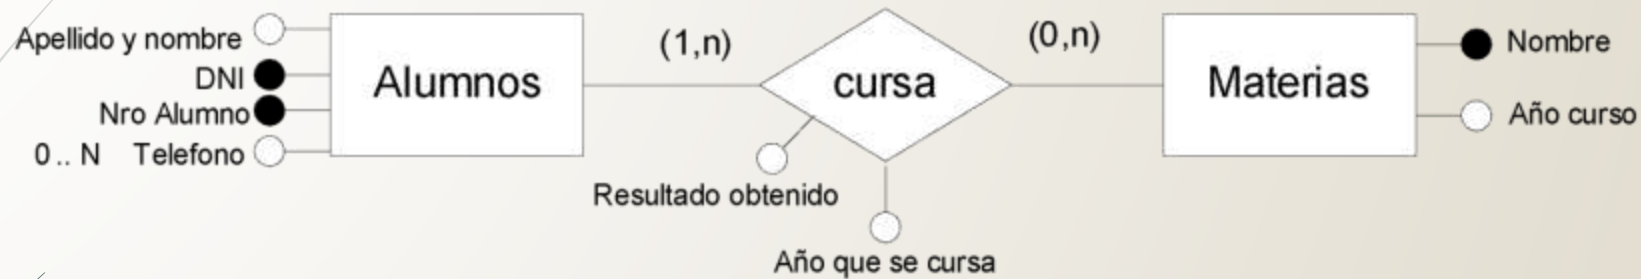 Apellido y nombre
DNI
Nro Alumno
0 .. N Telefono
Alumnos
(1,n)
cursa
(0,n)
Resultado obtenido
Año que se cursa
Materias
Nombre
Año curso